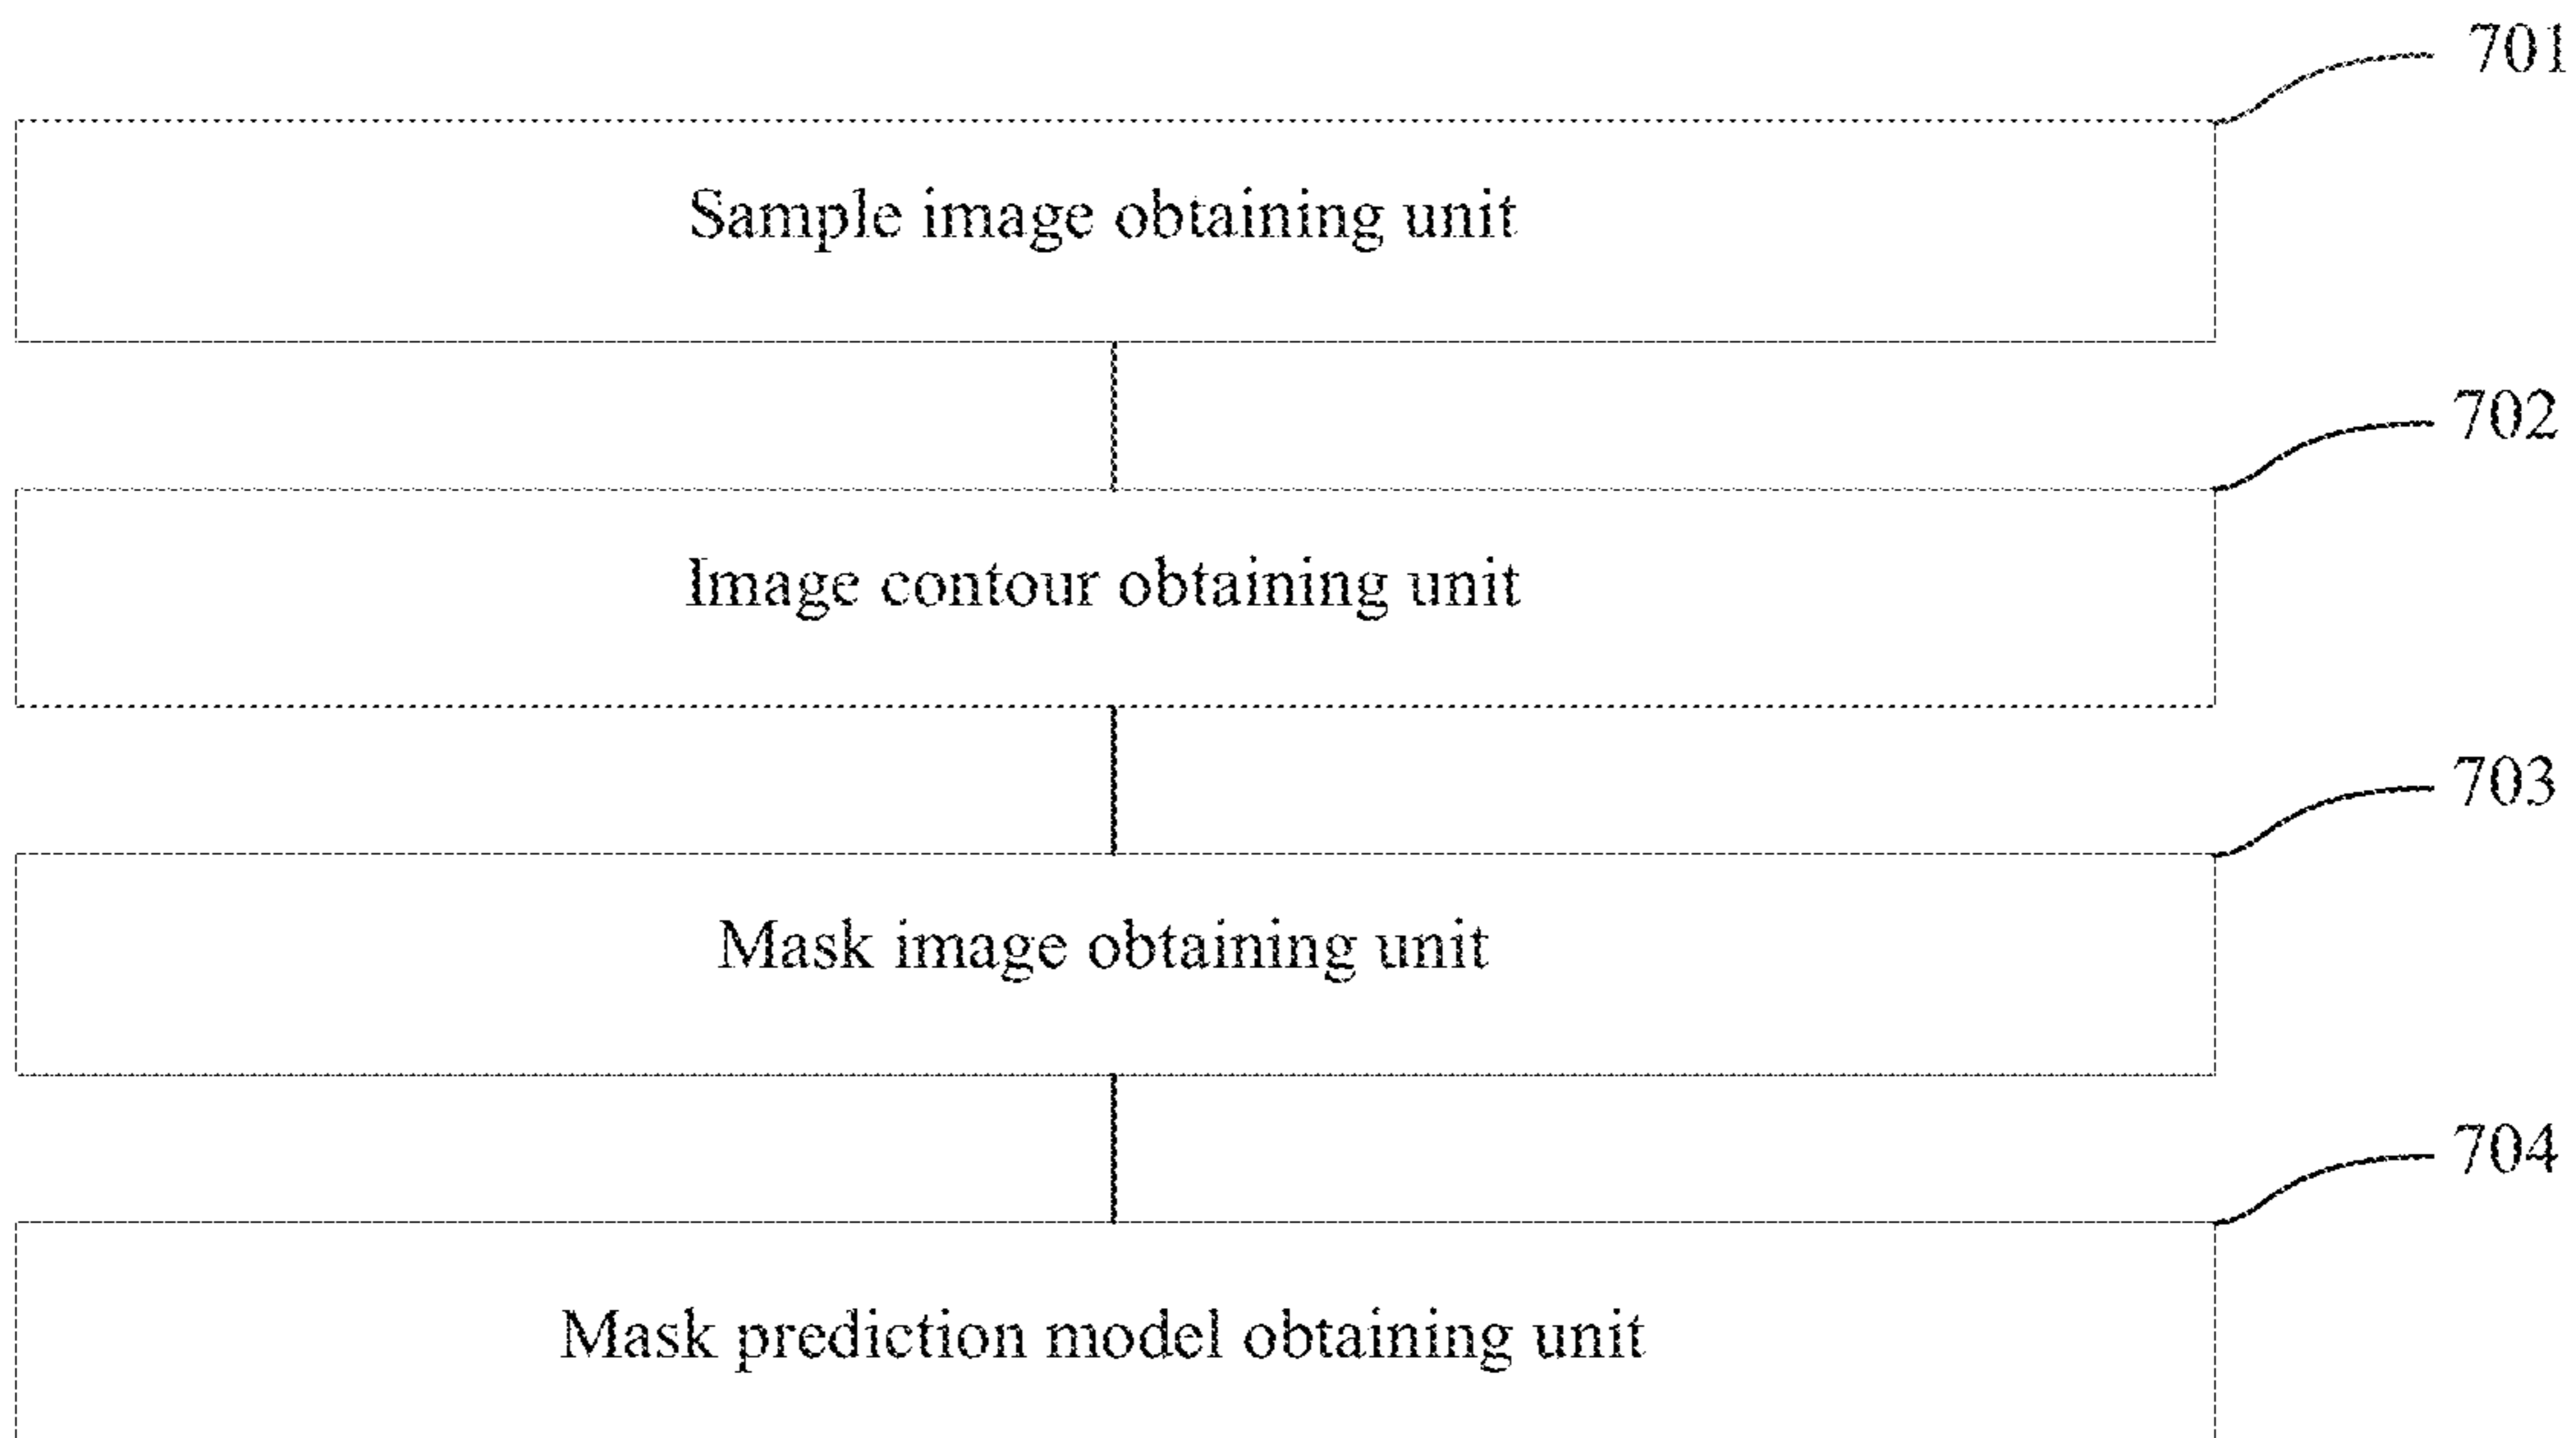 701
Sample image obtaining unit
702
Image contour obtaining unit
703
Mask image obtaining unit
704
Mask prediction model obtaining unit